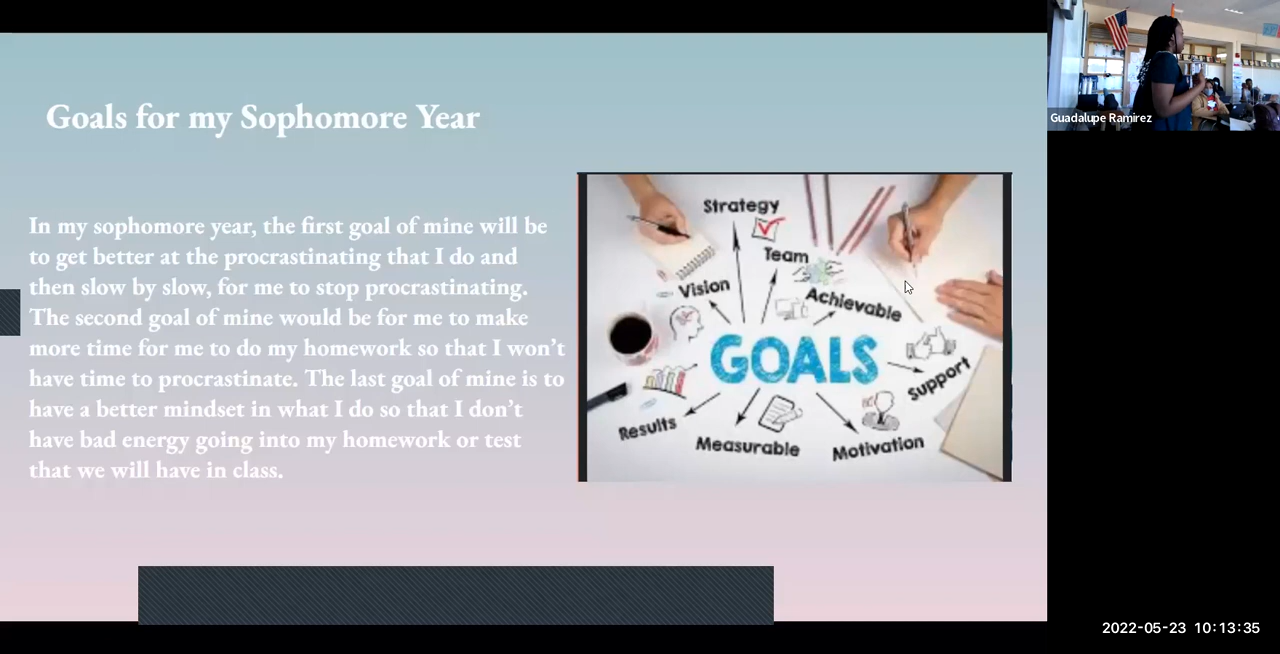 Goals for my Sophomore Year
In my sophomore year, the first goal of mine will be
to get better at the procrastinating that I do and
then slow by slow, for me to stop procrastinating.
The second goal of mine would be for me to make
more time for me to do my homework so that I won't
have time to procrastinate. The last goal of mine is to
have a better mindset in what I do so that I don't
have bad energy going into my homework or test
that we will have in class.
Strategy
Team
Vision
Achievable
GOALS
Support
Results
Measurable
Motivation
Guadalupe Ramirez
2022-05-23 10:13:35